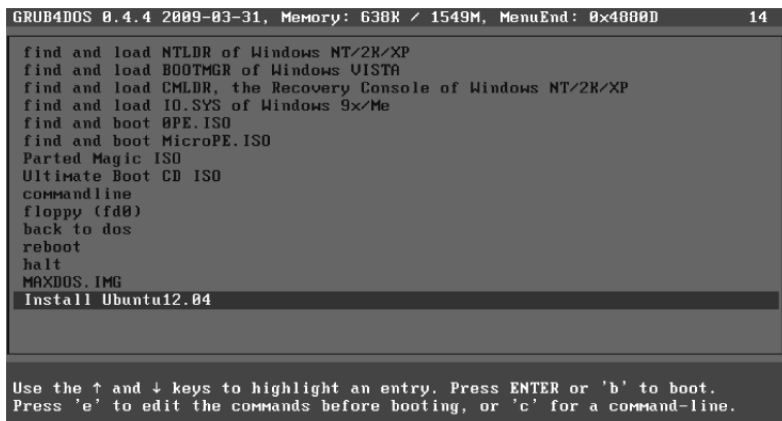 GRUB4DOS 0.4.4 2009-03-31, Memory: 638K / 1549M, MenuEnd: 0x4880D 14
find and load NTLDR of Windows NT/2K/XP
find and load BOOTMGR of Windows VISTA
find and load CMLDR, the Recovery Console of Windows NT/2K/XP
find and load IO.SYS of Windows 9x/Me
find and boot 0PE.ISO
find and boot MicroPE.ISO
Parted Magic ISO
Ultimate Boot CD ISO
commandline
floppy (fd0)
back to dos
reboot
halt
MAXDOS.IMG
Install Ubuntu12.04
Use the ↑ and ↓ keys to highlight an entry. Press ENTER or 'b' to boot.
Press 'e' to edit the commands before booting, or 'c' for a command-line.